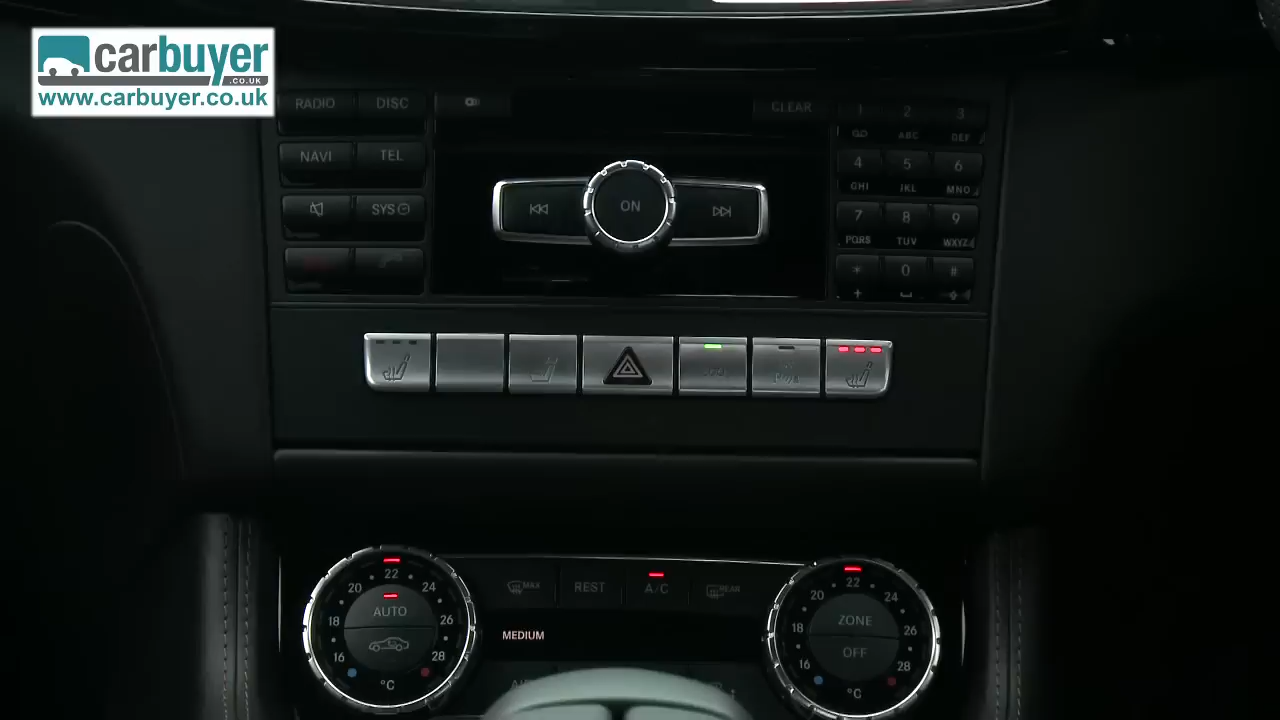 carbuyer
.CO.UK
www.carbuyer.co.uk
RADIO DISC CLEAR 1 2 3
ABC DEF
NAVI TEL 4 5 6
GHI JKL MNO
SYS ON 7 8 9
PQRS TUV WXYZ
* 0 #
+
22 MAX REST A/C REAR 22
20 24 20 24
AUTO ZONE
18 26 18 26
MEDIUM
OFF
16 28 16 28
°C °C